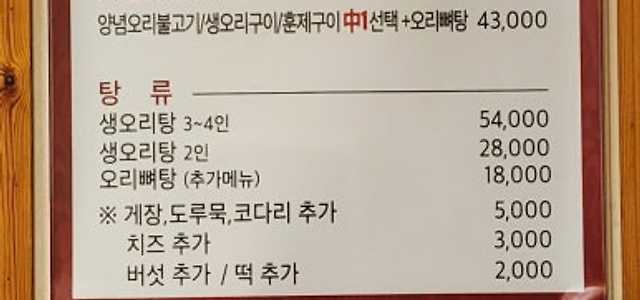 양념오리불고기/생오리구이/훈제구이 中1선택+오리뼈탕 43,000
탕 류
생오리탕 3~4인 54,000
생오리탕 2인 28,000
오리뼈탕 (추가메뉴) 18,000
※ 게장,도루묵,코다리 추가 5,000
치즈 추가 3,000
버섯 추가 / 떡 추가 2,000